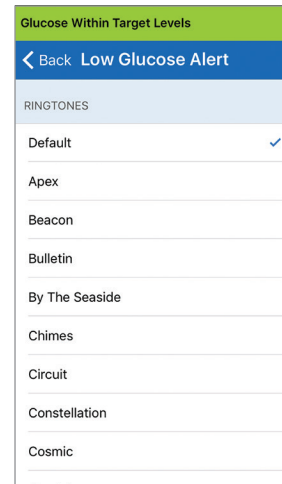 Glucose Within Target Levels
Back Low Glucose Alert
RINGTONES
Default
Apex
Beacon
Bulletin
By The Seaside
Chimes
Circuit
Constellation
Cosmic